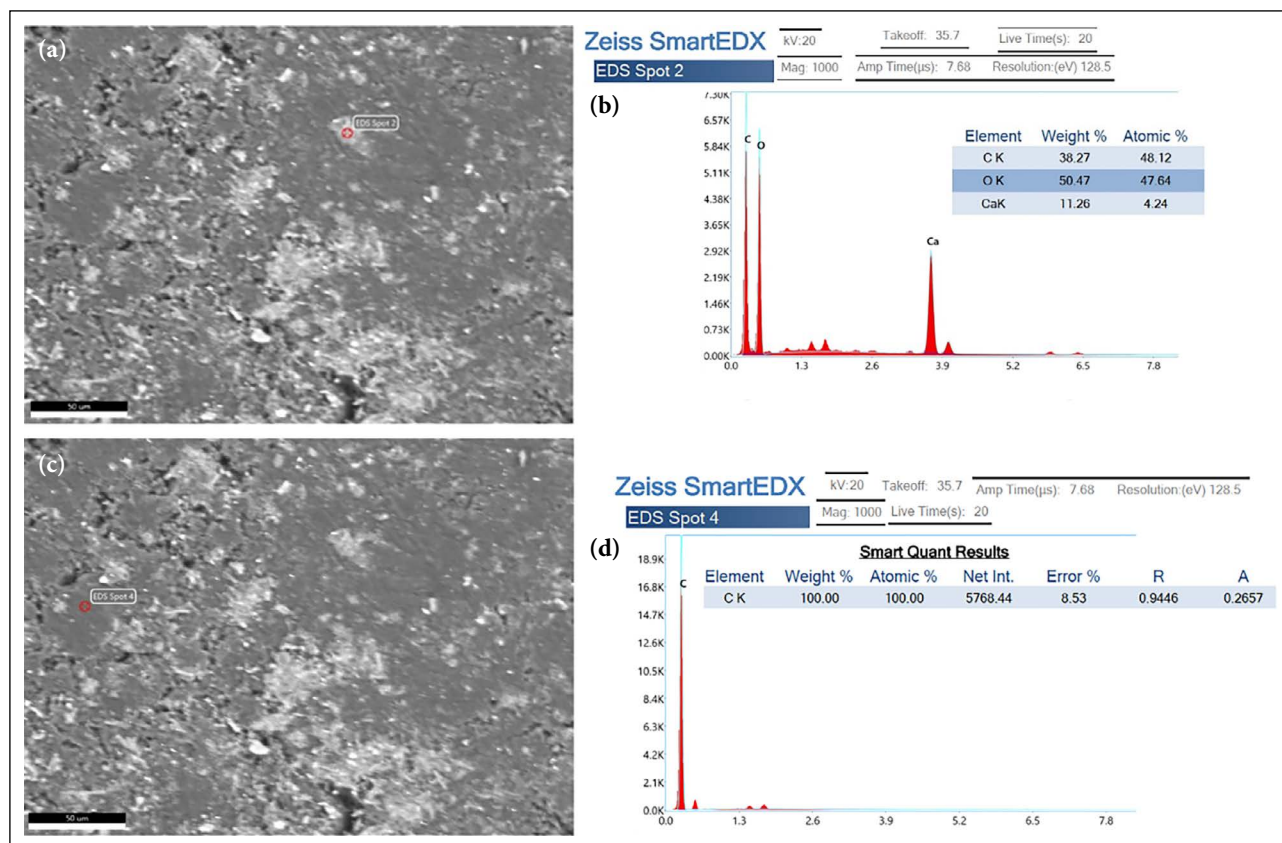 (a)
EDS Spot 2
50 um
Zeiss SmartEDX
EDS Spot 2
kV:20
Takeoff: 35.7
Live Time(s): 20
Mag: 1000
Amp Time(µs): 7.68
Resolution:(eV) 128.5
(b)
7.30K
6.57K
5.84K
5.11K
4.38K
3.65K
2.92K
2.19K
1.46K
0.73K
0.00K
C
O
Ca
0.0 1.3 2.6 3.9 5.2 6.5 7.8
Element Weight % Atomic %
C K 38.27 48.12
O K 50.47 47.64
CaK 11.26 4.24
(c)
EDS Spot 4
50 um
Zeiss SmartEDX
EDS Spot 4
kV:20
Takeoff: 35.7
Amp Time(µs): 7.68
Resolution:(eV) 128.5
Mag: 1000
Live Time(s): 20
(d)
18.9K
16.8K
14.7K
12.6K
10.5K
8.4K
6.3K
4.2K
2.1K
0.0K
C
0.0 1.3 2.6 3.9 5.2 6.5 7.8
Smart Quant Results
Element Weight % Atomic % Net Int. Error % R A
C K 100.00 100.00 5768.44 8.53 0.9446 0.2657